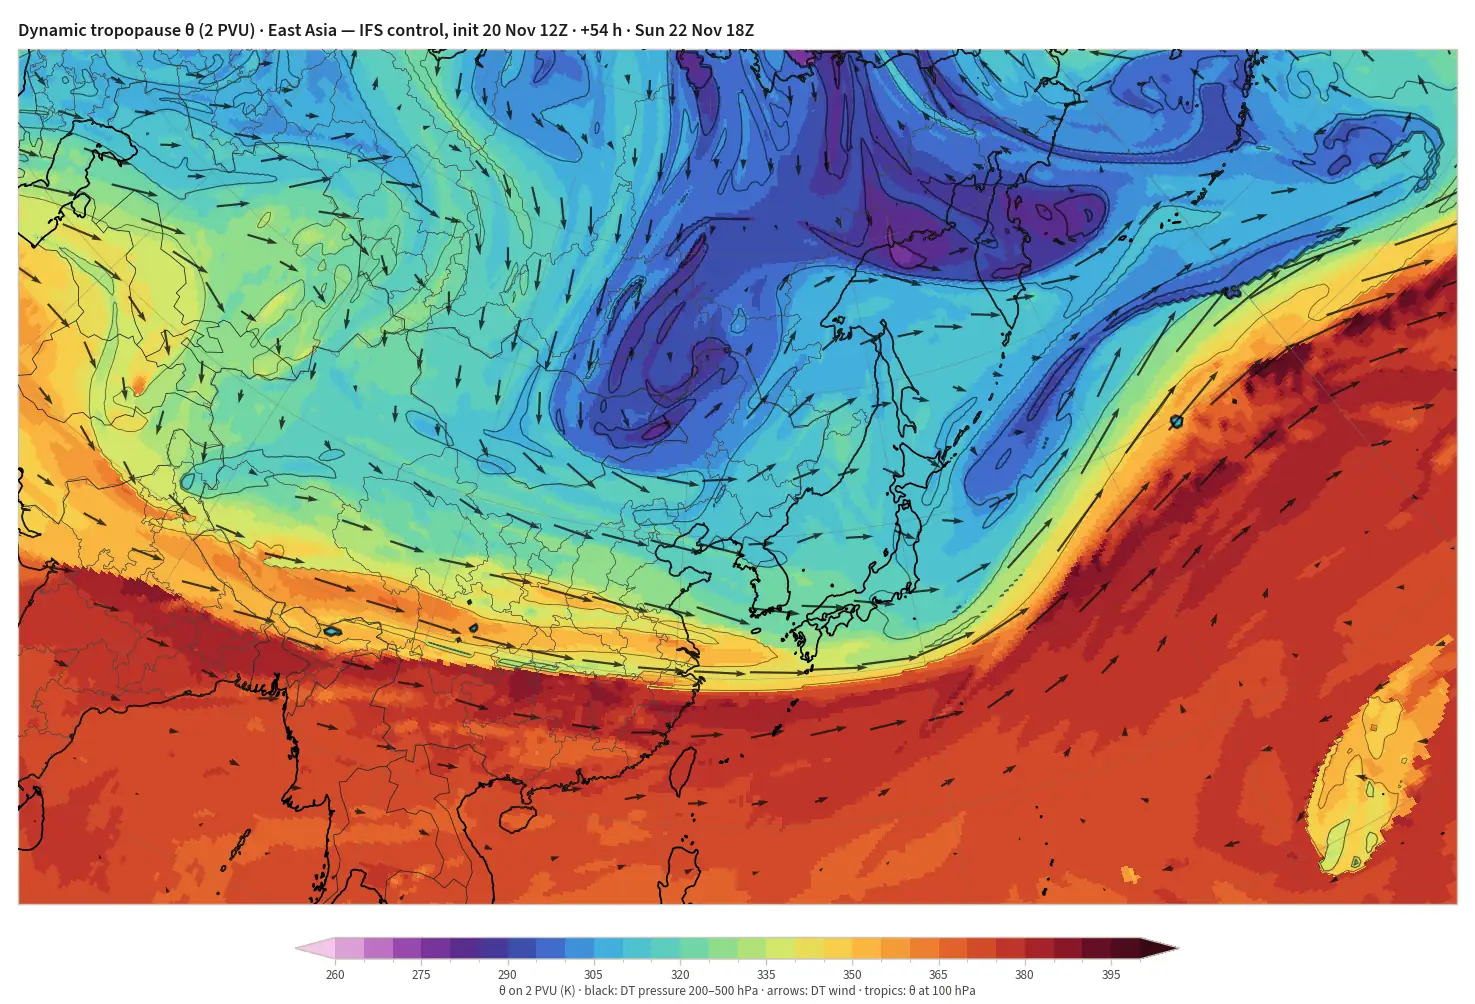 Dynamic tropopause θ (2 PVU) · East Asia — IFS control, init 20 Nov 12Z · +54 h · Sun 22 Nov 18Z
260 275 290 305 320 335 350 365 380 395
θ on 2 PVU (K) · black: DT pressure 200–500 hPa · arrows: DT wind · tropics: θ at 100 hPa